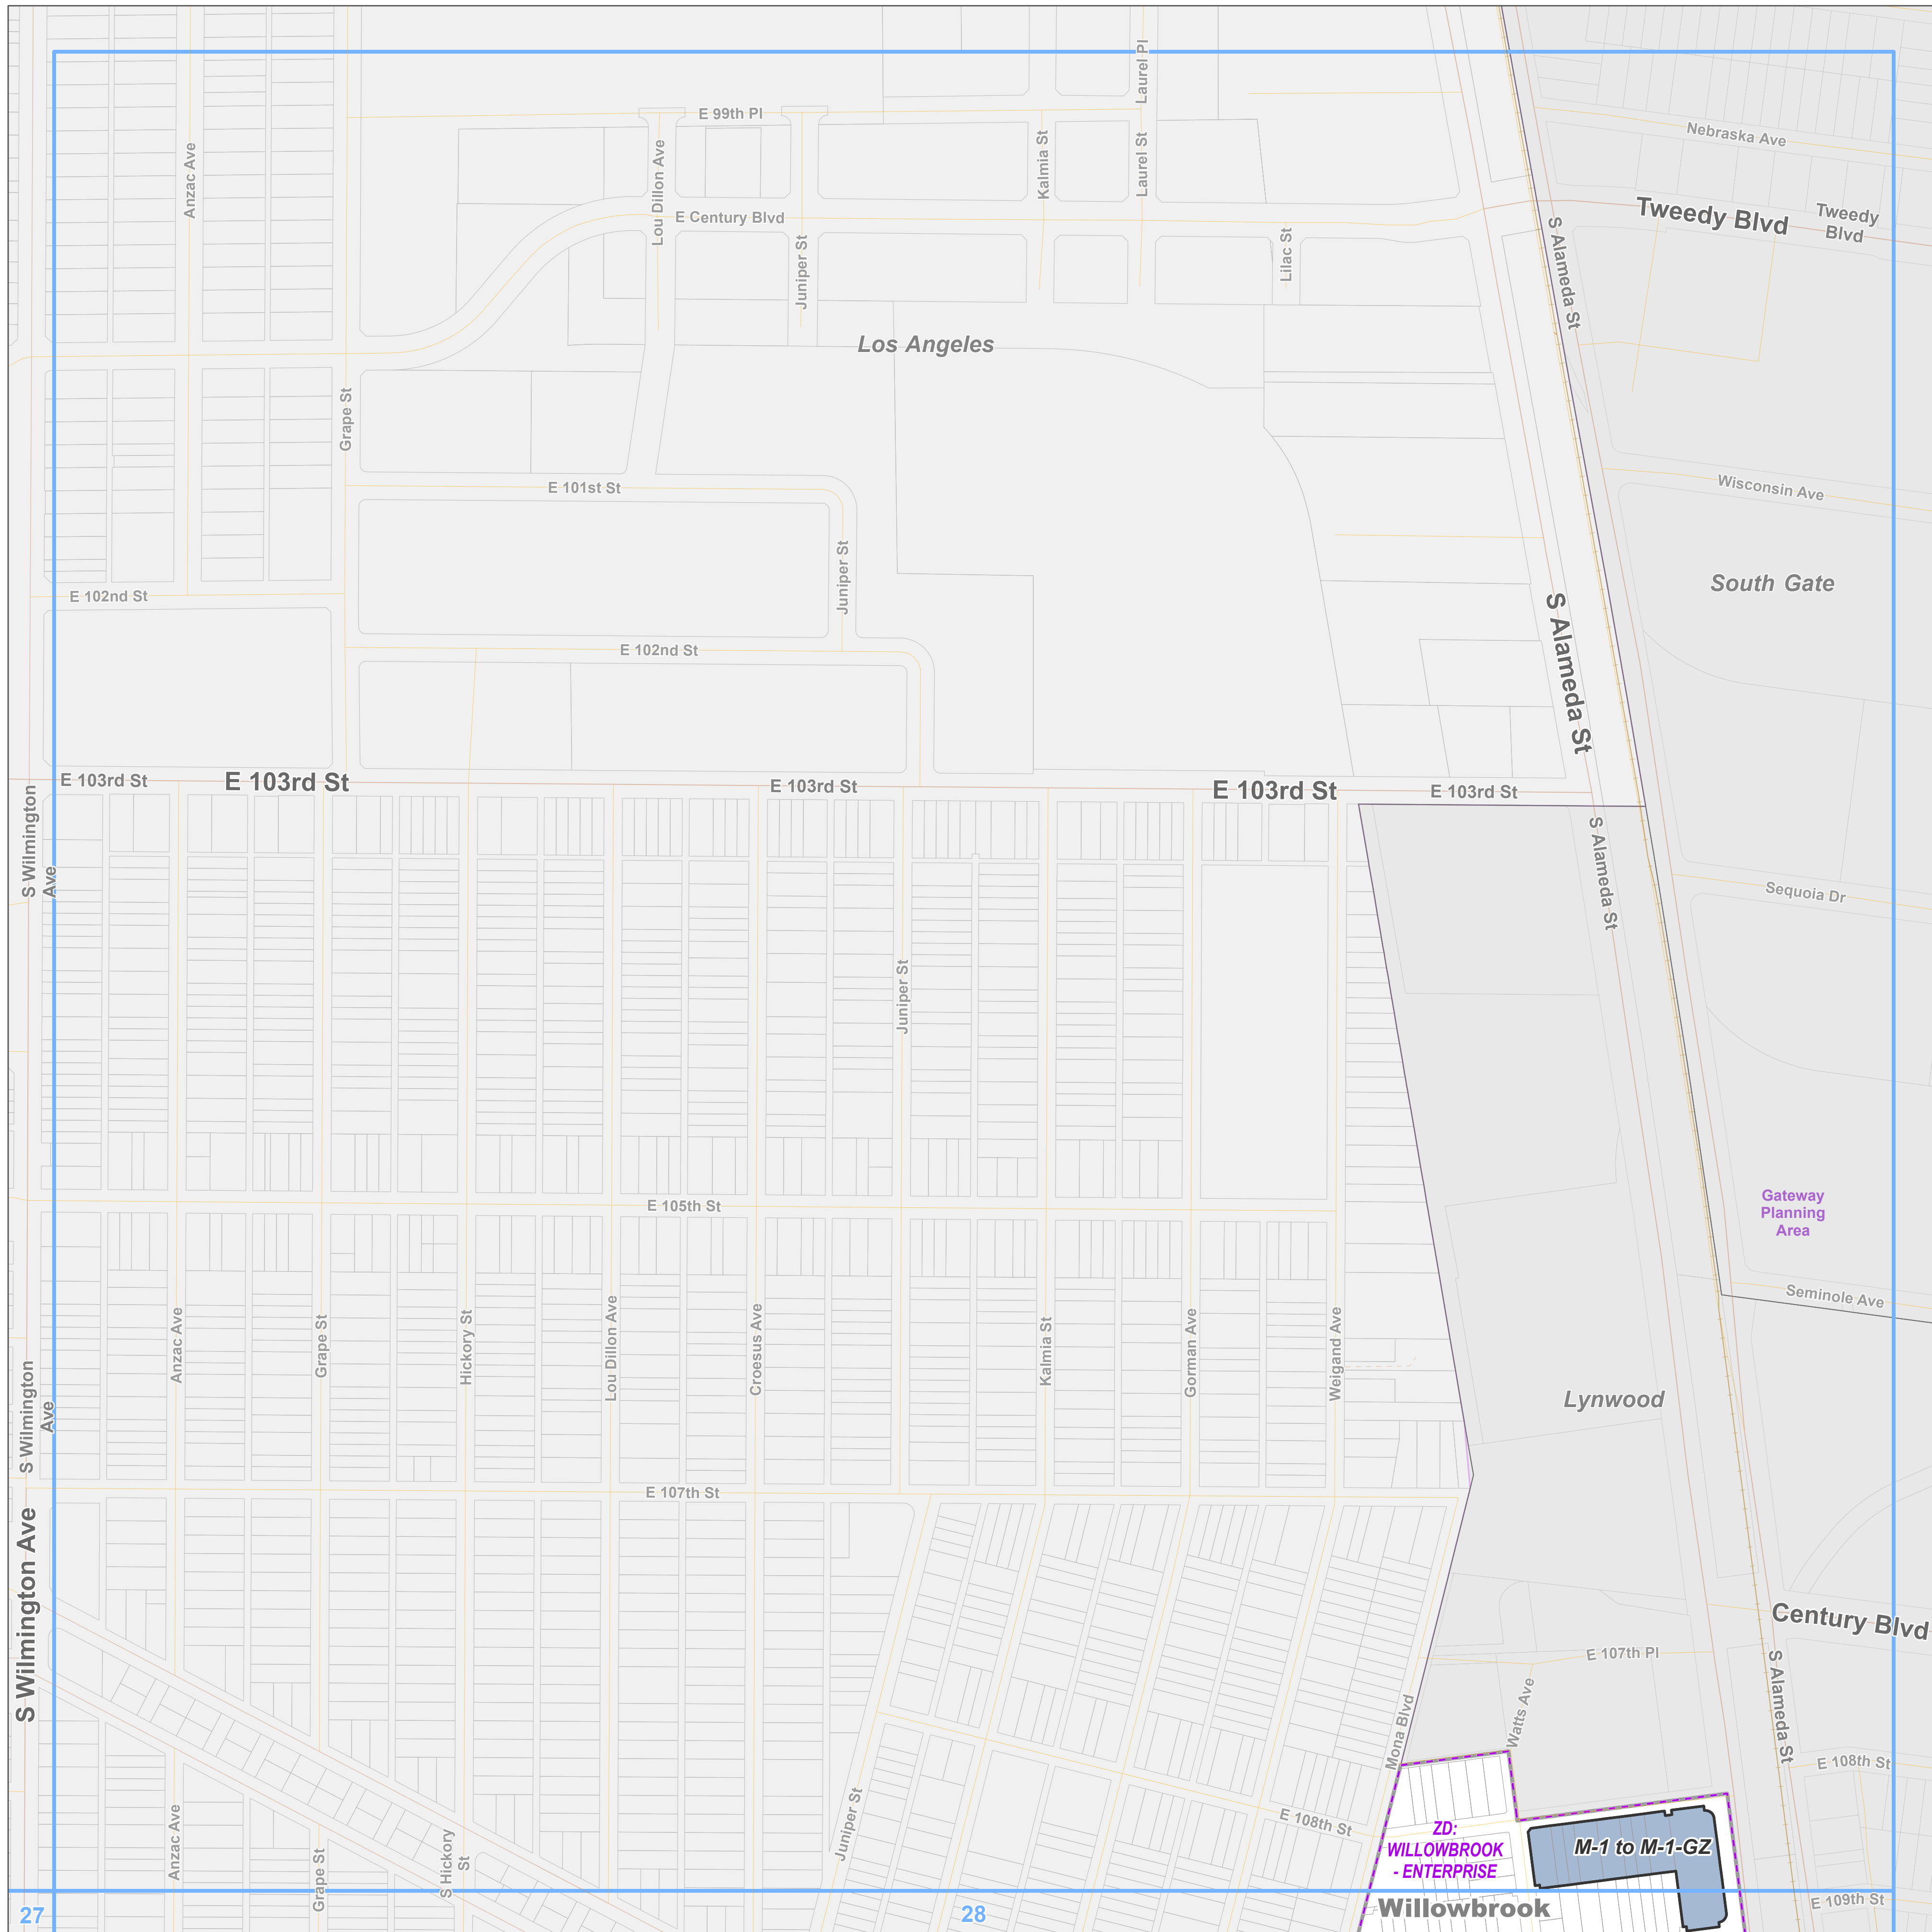 Laurel Pl
E 99th Pl
Nebraska Ave
Anzac Ave
Lou Dillon Ave
Kalmia St
Laurel St
Tweedy Blvd
Tweedy
Blvd
E Century Blvd
S Alameda St
Juniper St
Lilac St
Los Angeles
Grape St
E 101st St
Wisconsin Ave
Juniper St
South Gate
E 102nd St
E 102nd St
S Alameda St
E 103rd St
E 103rd St
E 103rd St
E 103rd St
E 103rd St
S Wilmington
Ave
S Alameda St
Sequoia Dr
Juniper St
E 105th St
Gateway
Planning
Area
Seminole Ave
Anzac Ave
Grape St
Hickory St
Lou Dillon Ave
Croesus Ave
Kalmia St
Gorman Ave
Weigand Ave
S Wilmington
Ave
Lynwood
E 107th St
S Wilmington Ave
Century Blvd
E 107th Pl
S Alameda St
Watts Ave
Mona Blvd
E 108th St
Juniper St
E 108th St
Anzac Ave
Grape St
S Hickory
St
ZD:
WILLOWBROOK
- ENTERPRISE
M-1 to M-1-GZ
E 109th St
Willowbrook
27
28